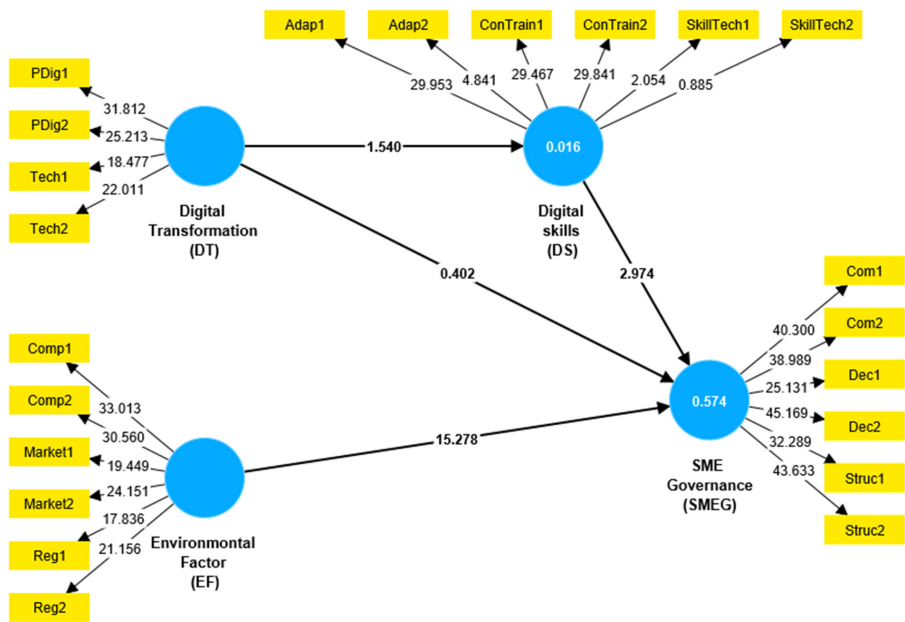 Adap1
Adap2
ConTrain1
ConTrain2
SkillTech1
SkillTech2
29.953
4.841
29.467
29.841
2.054
0.885
PDig1
PDig2
Tech1
Tech2
31.812
25.213
18.477
22.011
Digital
Transformation
(DT)
1.540
0.016
Digital
skills
(DS)
0.402
2.974
Comp1
Comp2
Market1
Market2
Reg1
Reg2
33.013
30.560
19.449
24.151
17.836
21.156
Environmental
Factor
(EF)
15.278
0.574
SME
Governance
(SMEG)
40.300
38.989
25.131
45.169
32.289
43.633
Com1
Com2
Dec1
Dec2
Struc1
Struc2